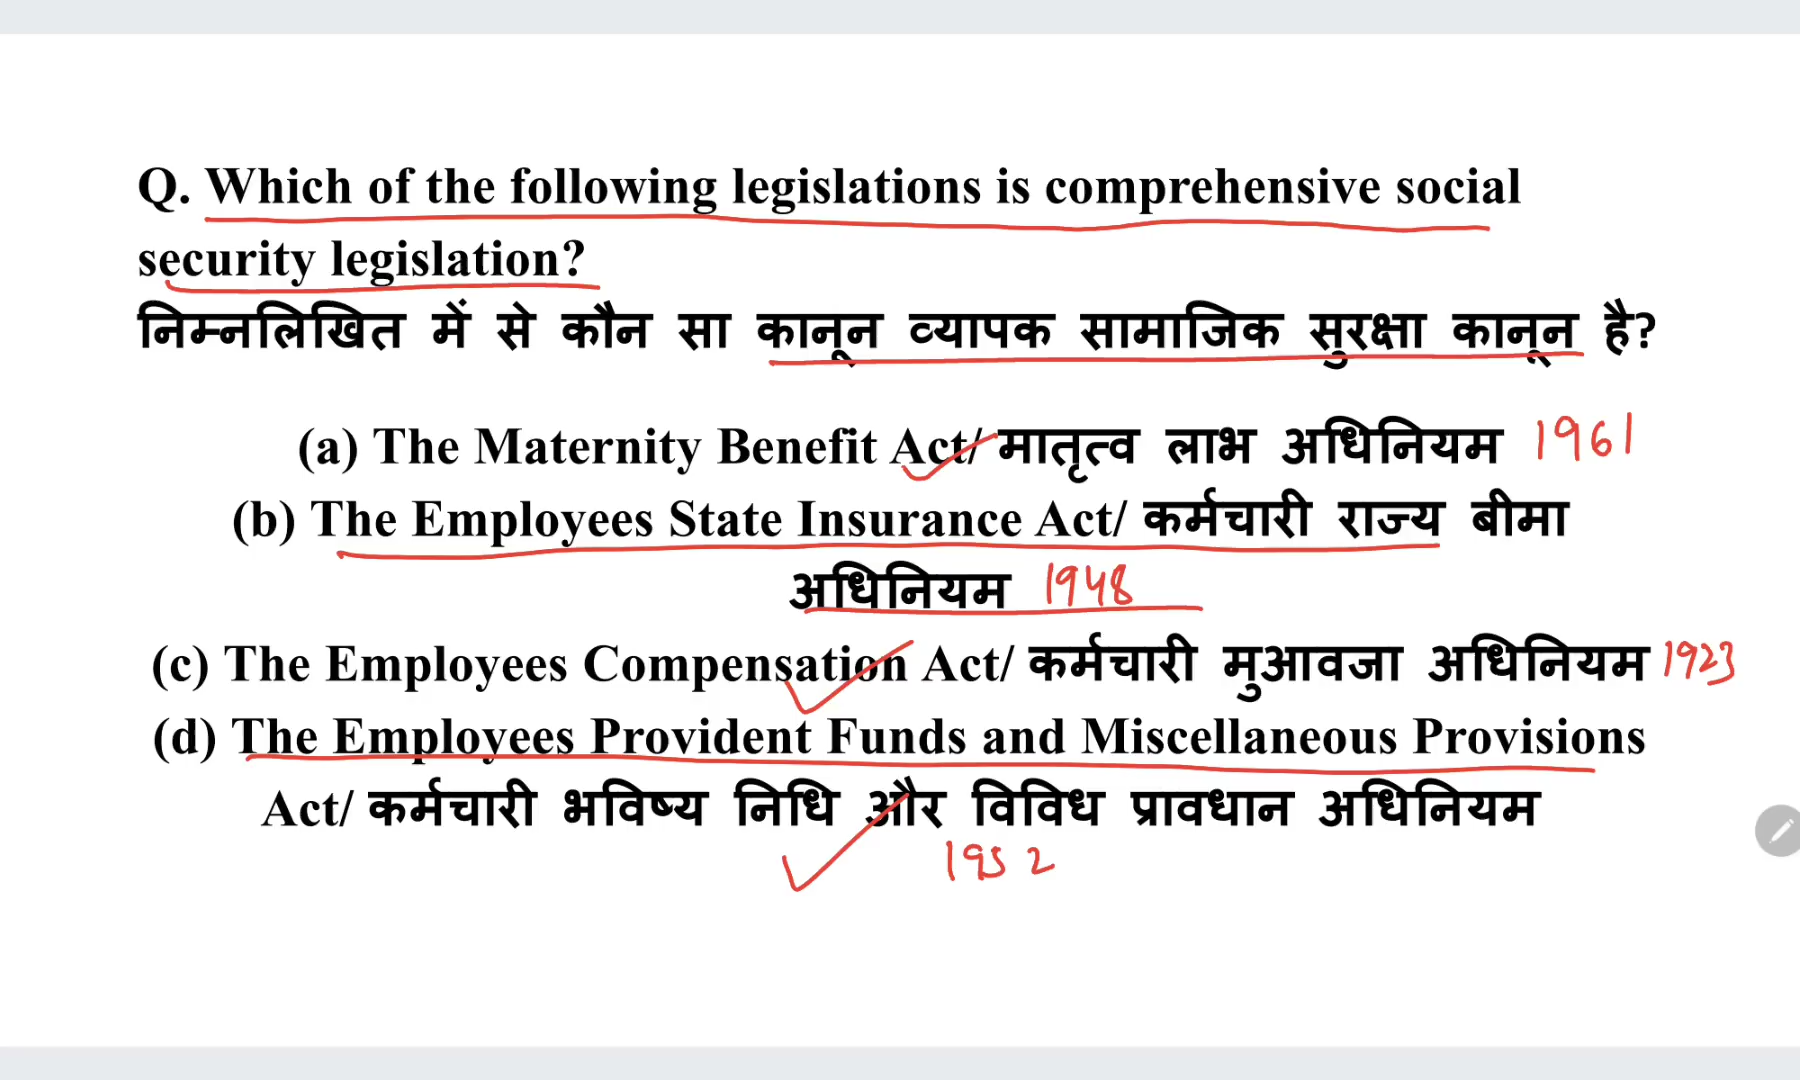 Q. Which of the following legislations is comprehensive social
security legislation?
निम्नलिखित में से कौन सा कानून व्यापक सामाजिक सुरक्षा कानून है?
(a) The Maternity Benefit Act/ मातृत्व लाभ अधिनियम 1961
(b) The Employees State Insurance Act/ कर्मचारी राज्य बीमा
अधिनियम 1948
(c) The Employees Compensation Act/ कर्मचारी मुआवजा अधिनियम 1923
(d) The Employees Provident Funds and Miscellaneous Provisions
Act/ कर्मचारी भविष्य निधि और विविध प्रावधान अधिनियम
1952